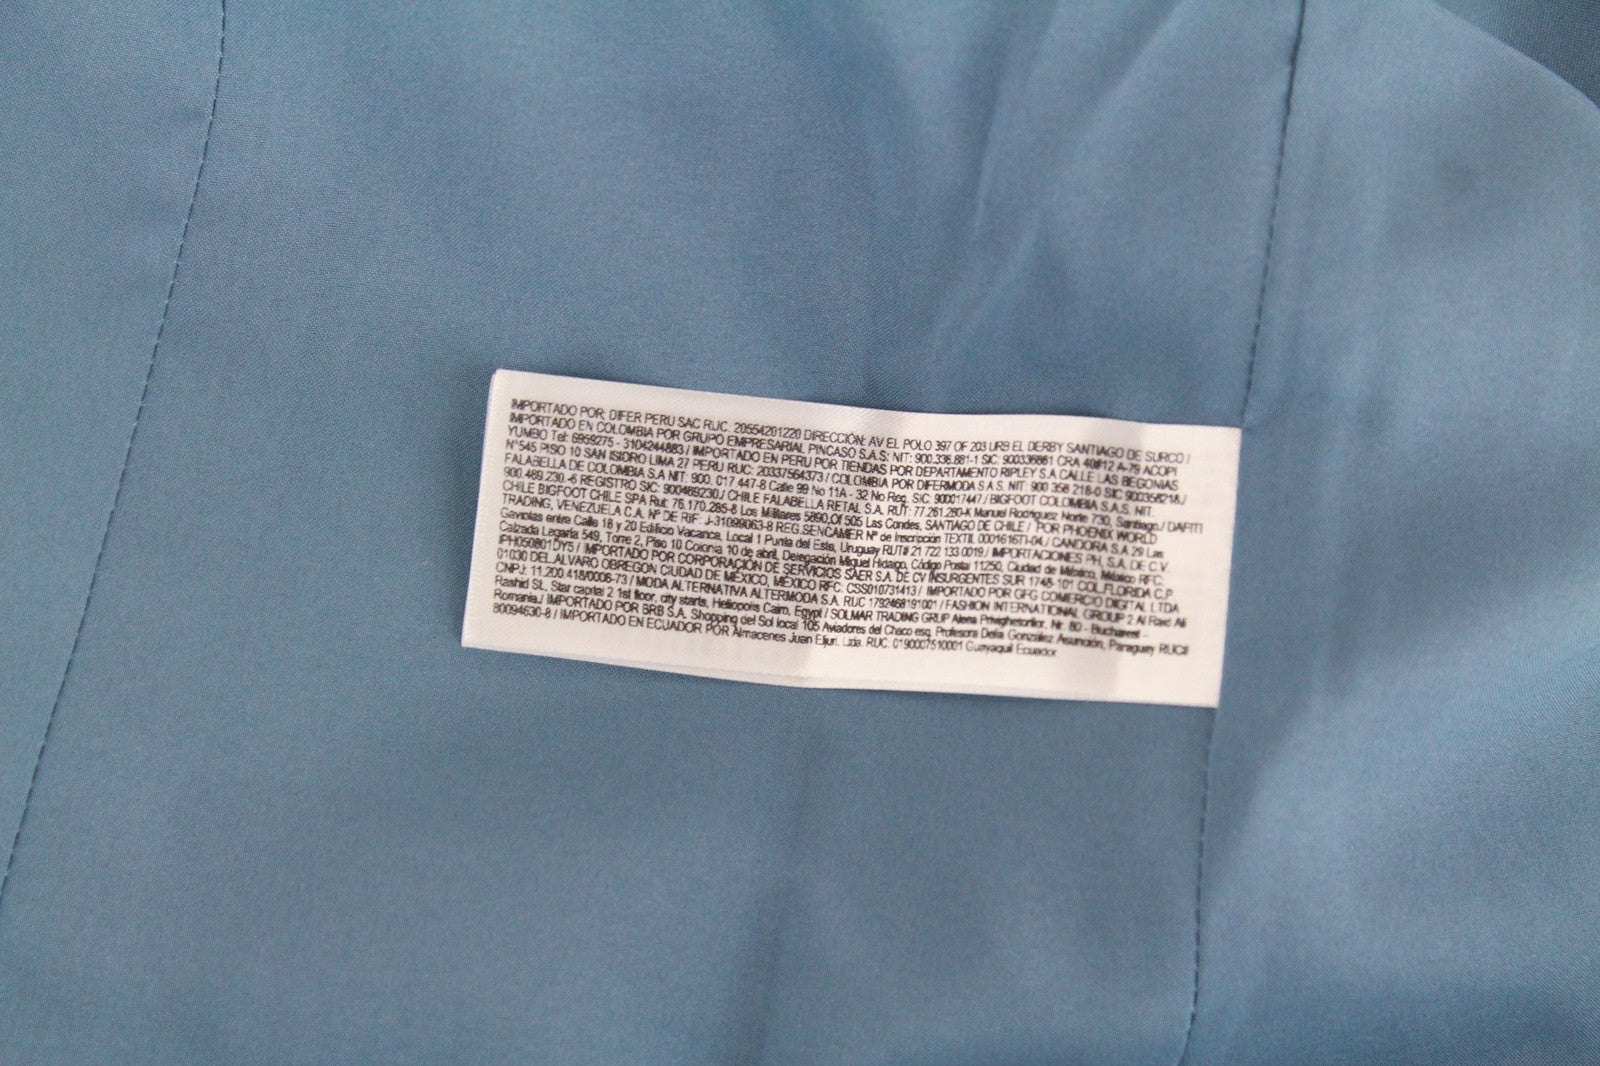 IMPORTADO POR: DIFER PERU SAC RUC. 20554201220 DIRECCIÓN: AV EL POLO 397 OF 203 URB EL DERBY SANTIAGO DE SURCO /
IMPORTADO EN COLOMBIA POR GRUPO EMPRESARIAL PINCASO S.A.S: NIT: 900.336.881-1 SIC: 900336881 CRA 40#12 A-79 ACOPI
YUMBO Tel: 6959275 - 3104244883 / IMPORTADO EN PERU POR TIENDAS POR DEPARTAMENTO RIPLEY S.A CALLE LAS BEGONIAS
N°545 PISO 10 SAN ISIDRO LIMA 27 PERU RUC: 20337564373 / COLOMBIA POR DIFERMODA S.A.S. NIT: 900 358 218-0 SIC 900358218 /
FALABELLA DE COLOMBIA S.A NIT: 900. 017 447-8 Calle 99 No 11A - 32 No Reg. SIC: 900017447 / BIGFOOT COLOMBIA S.A.S. NIT.
900.469.230.-6 REGISTRO SIC: 900469230 / CHILE FALABELLA RETAL S.A. RUT: 77.261.280-K Manuel Rodriguez Norte 730, Santiago / DAFITI
CHILE BIGFOOT CHILE SPA Rut: 76.170.285-8 Los Militares 5890,Of 505 Las Condes, SANTIAGO DE CHILE / POR PHOENIX WORLD
TRADING, VENEZUELA C.A. N° DE RIF: J-31099063-8 REG.SENCAMER N° de Inscripción TEXTIL 0001616TI-04 / CANDORA S.A 29 Las
Gaviotas entre Calle 18 y 20 Edificio Vacanca, Local 1 Punta del Este, Uruguay RUT# 21 722 133 0019 / IMPORTACIONES PH, S.A. DE C.V.
Calzada Legaria 549, Torre 2, Piso 10 Colonia 10 de abril, Delegación Miguel Hidalgo, Código Postal 11250, Ciudad de México, México RFC.
IPH050801DY5 / IMPORTADO POR CORPORACIÓN DE SERVICIOS SAER S.A. DE CV INSURGENTES SUR 1748-101 COL.FLORIDA C.P
01030 DEL.ALVARO OBREGON CIUDAD DE MÉXICO, MÉXICO RFC: CSS010731413 / IMPORTADO POR GFG COMERCIO DIGITAL LTDA
CNPJ: 11.200.418/0006-73 / MODA ALTERNATIVA ALTERMODA S.A. RUC 1792468191001 / FASHION INTERNATIONAL GROUP 2 Al Raid Ali
Rashid St., Star capital 2 1st floor, city starts, Heliopolis Cairo, Egypt / SOLMAR TRADING GRUP Aleea Privighetorilor, Nr. 80 - Bucharest -
Romania / IMPORTADO POR BRB S.A. Shopping del Sol local 105 Aviadores del Chaco esq. Profesora Delia González Asunción, Paraguay RUC#
80094630-8 / IMPORTADO EN ECUADOR POR Almacenes Juan Eljuri, Ltda. RUC: 0190007510001 Guayaquil Ecuador